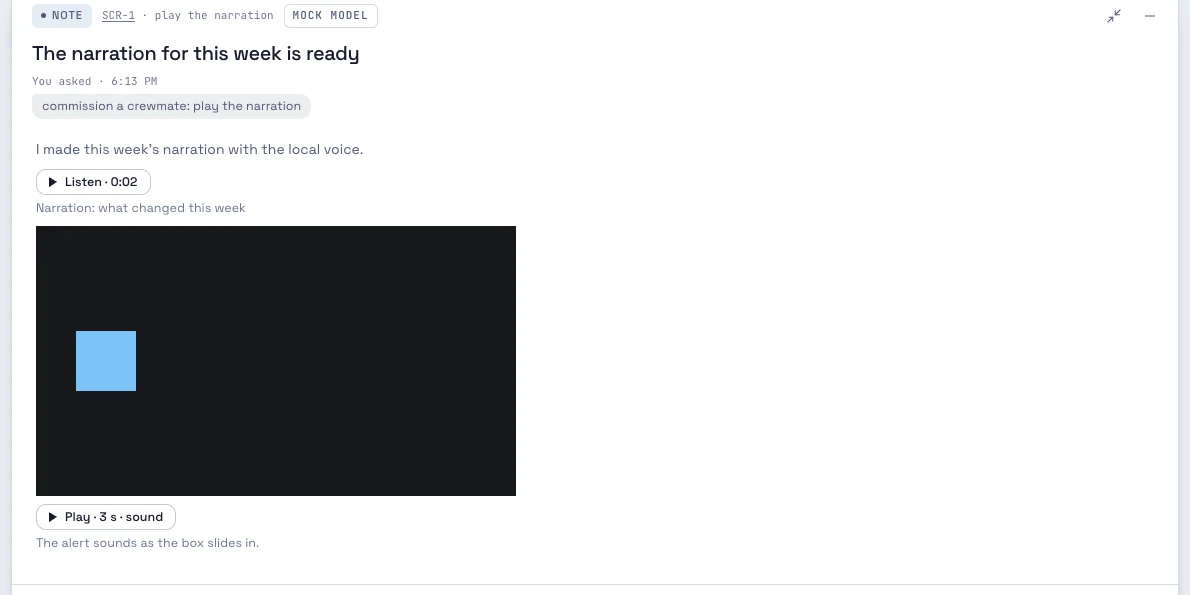 • NOTE SCR-1 · play the narration MOCK MODEL
The narration for this week is ready
You asked · 6:13 PM
commission a crewmate: play the narration
I made this week's narration with the local voice.
Listen · 0:02
Narration: what changed this week
Play · 3 s · sound
The alert sounds as the box slides in.